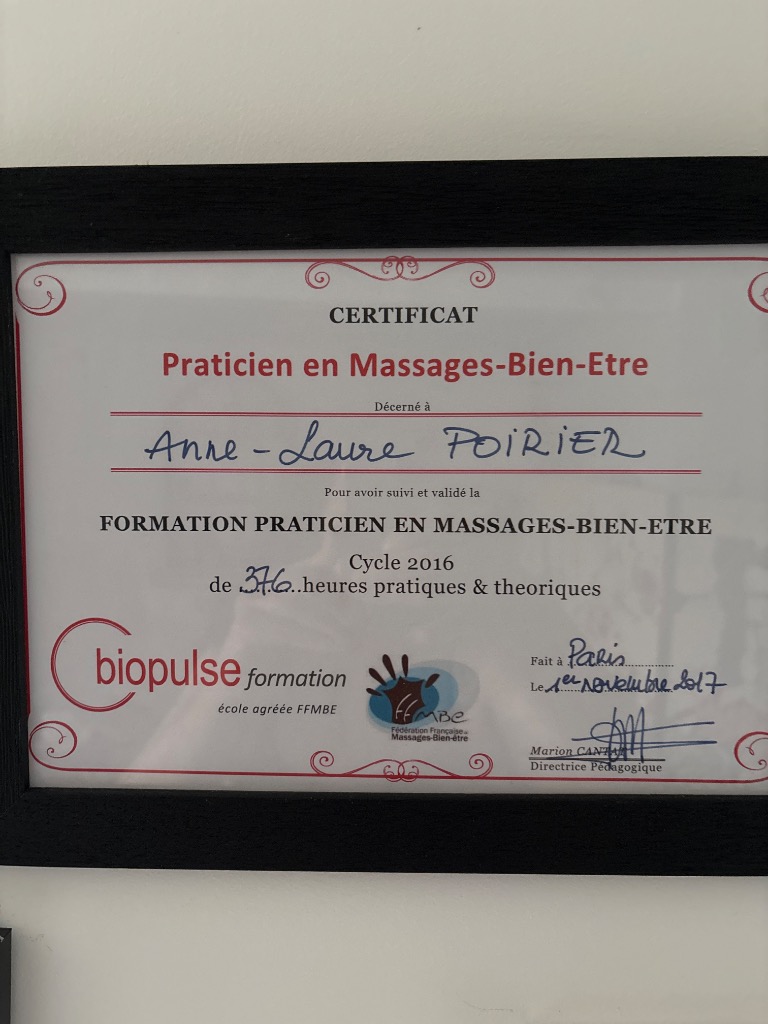 CERTIFICAT
Praticien en Massages-Bien-Etre
Décerné à
Anne-Laure POIRIER
Pour avoir suivi et validé la
FORMATION PRATICIEN EN MASSAGES-BIEN-ETRE
Cycle 2016
de 376..heures pratiques & theoriques
biopulse formation
école agréée FFMBE
FFMBE
Fédération Française de
Massages-Bien-être
Fait à Paris
Le 1er novembre 2017
Marion
Directrice Pédagogique